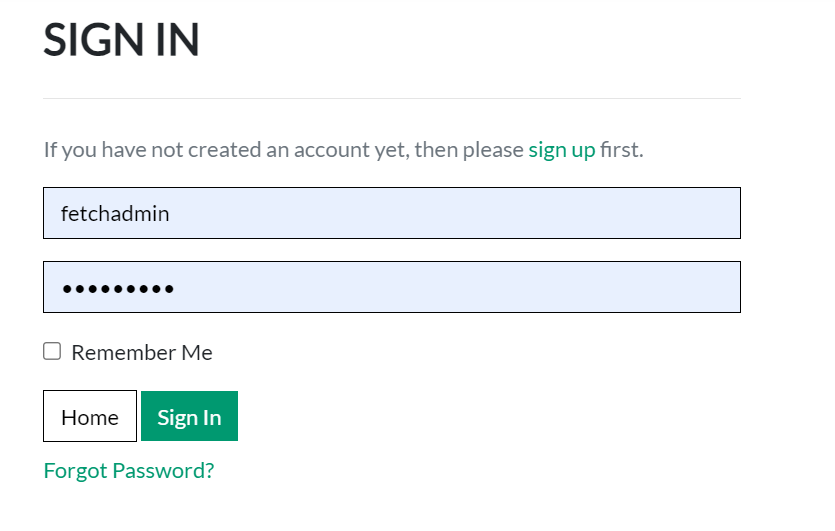 SIGN IN
If you have not created an account yet, then please sign up first.
fetchadmin
•••••••••
Remember Me
Home Sign In
Forgot Password?